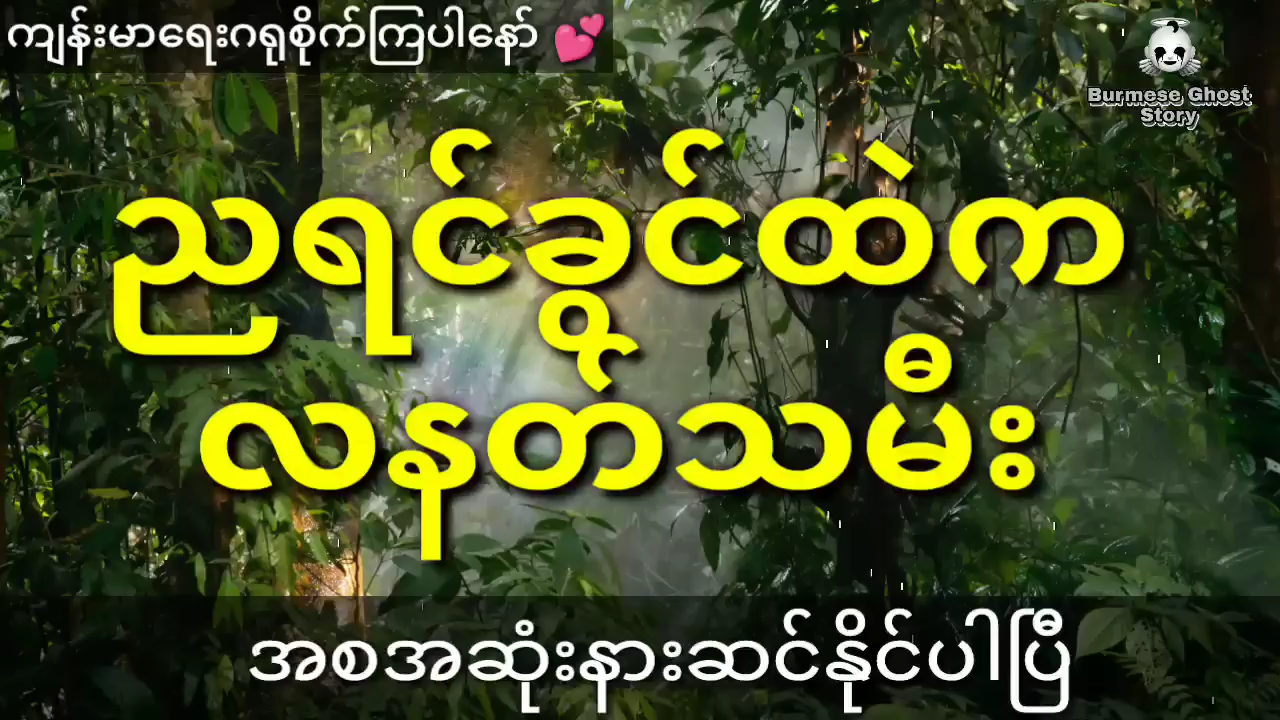 ကျန်းမာရေးဂရုစိုက်ကြပါနော် 💕
Burmese Ghost
Story
ညရင်ခွင်ထဲက
လနတ်သမီး
အစအဆုံးနားဆင်နိုင်ပါပြီ